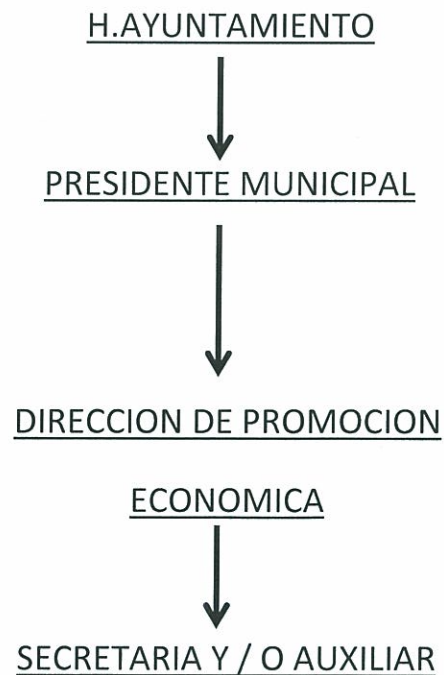 H.AYUNTAMIENTO
PRESIDENTE MUNICIPAL
DIRECCION DE PROMOCION
ECONOMICA
SECRETARIA Y / O AUXILIAR